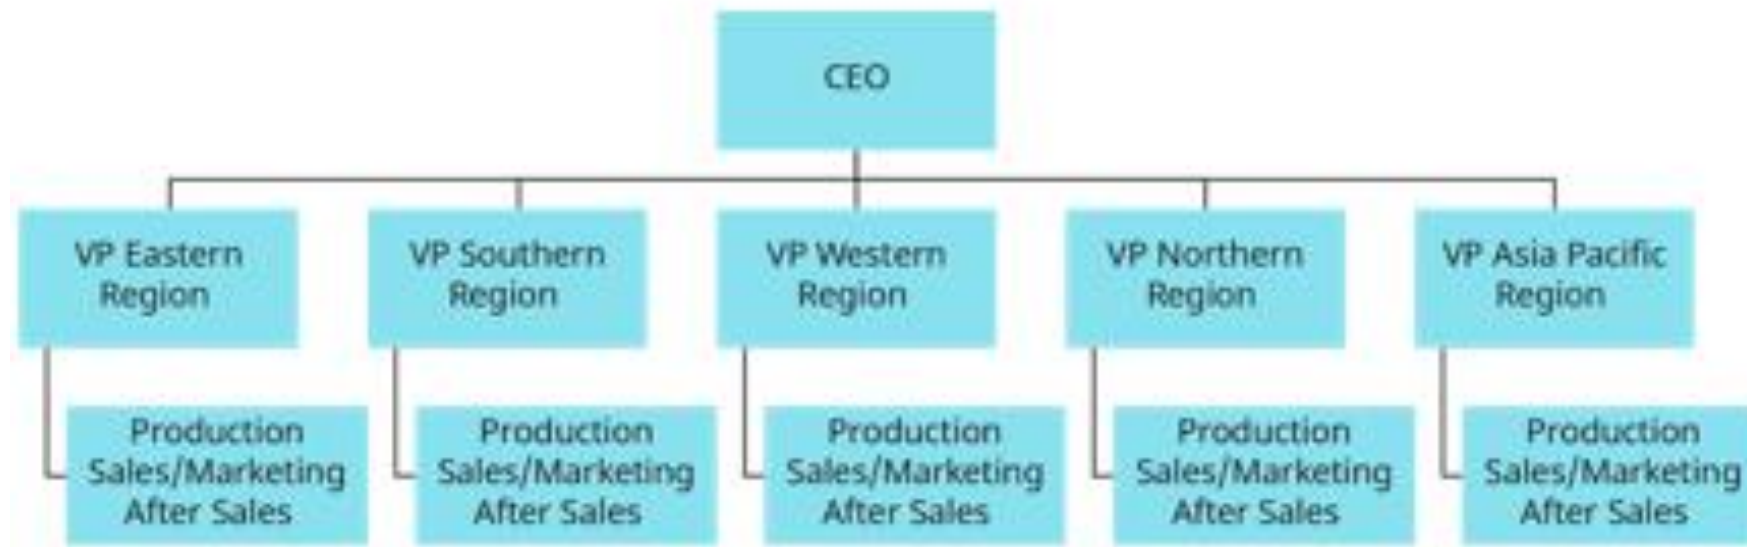 CEO
VP Eastern
Region
VP Southern
Region
VP Western
Region
VP Northern
Region
VP Asia Pacific
Region
Production
Sales/Marketing
After Sales
Production
Sales/Marketing
After Sales
Production
Sales/Marketing
After Sales
Production
Sales/Marketing
After Sales
Production
Sales/Marketing
After Sales